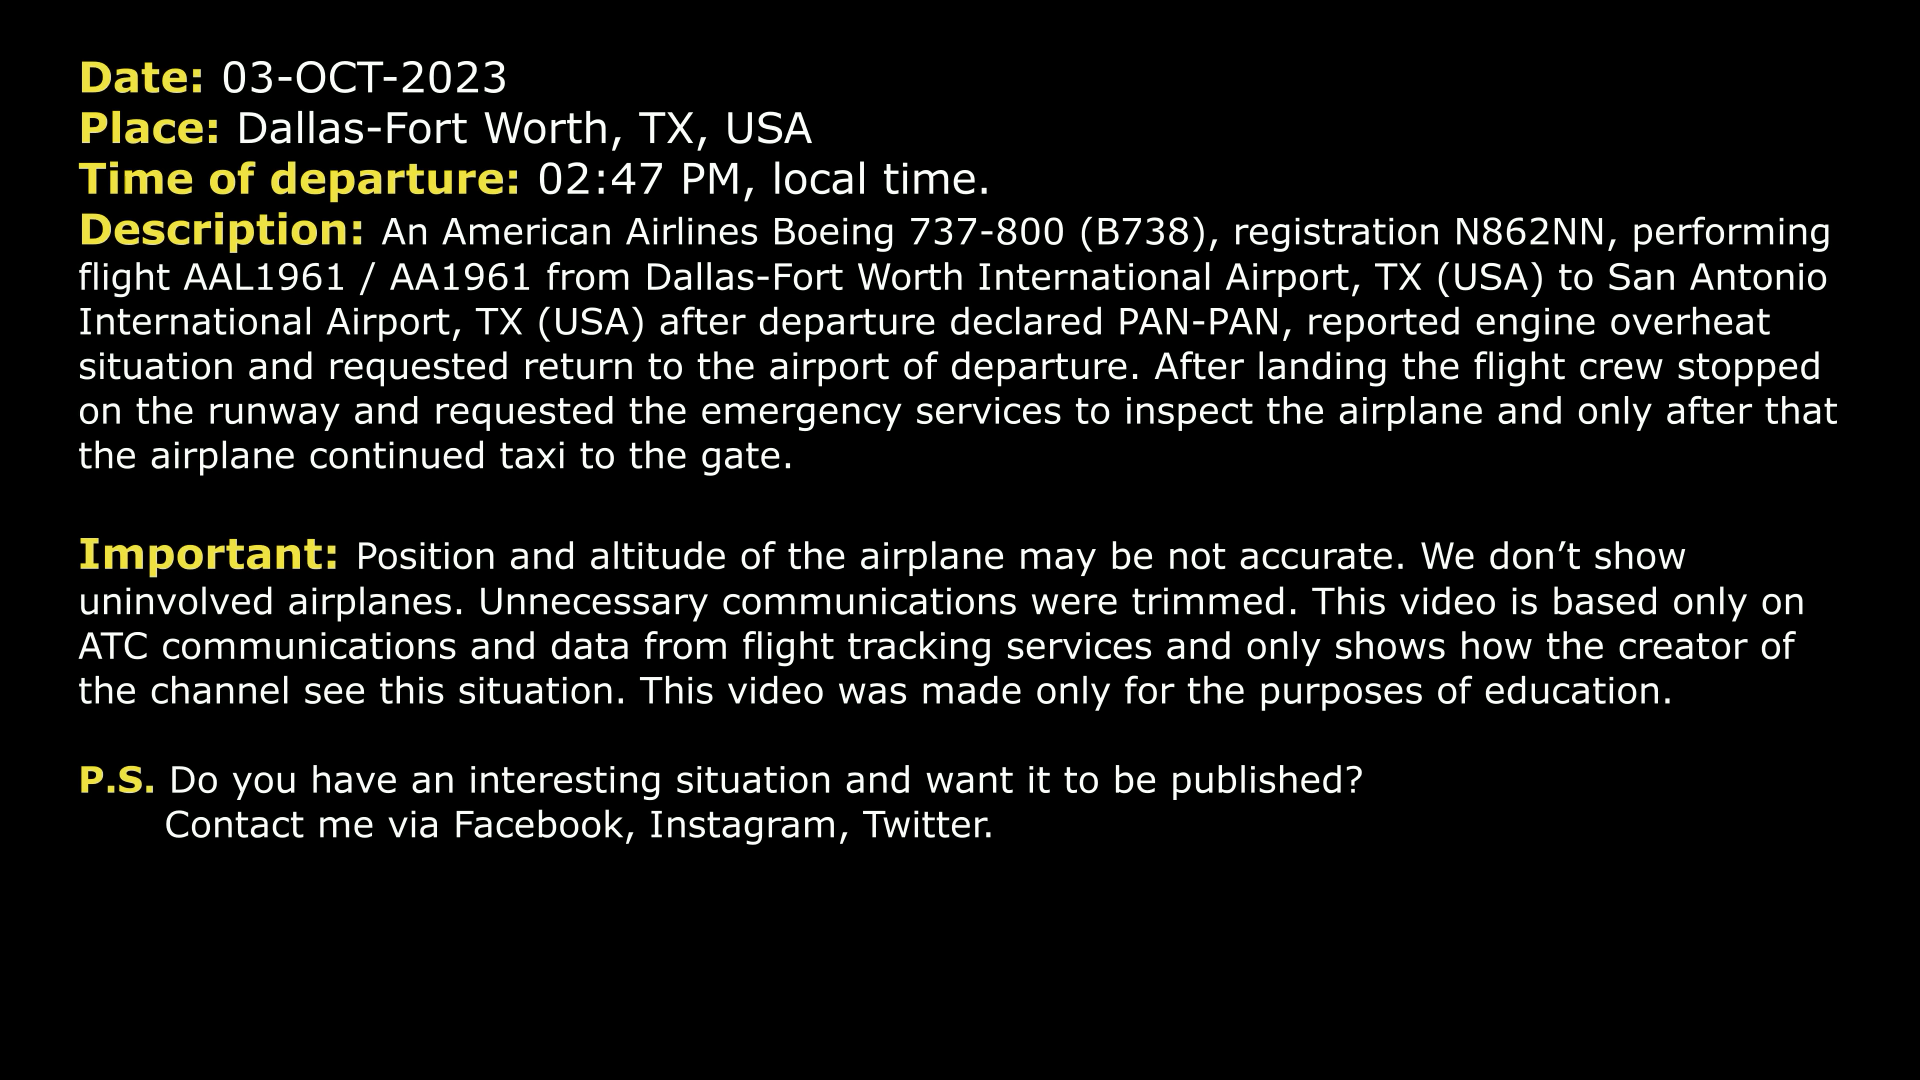 Date: 03-OCT-2023
Place: Dallas-Fort Worth, TX, USA
Time of departure: 02:47 PM, local time.
Description: An American Airlines Boeing 737-800 (B738), registration N862NN, performing
flight AAL1961 / AA1961 from Dallas-Fort Worth International Airport, TX (USA) to San Antonio
International Airport, TX (USA) after departure declared PAN-PAN, reported engine overheat
situation and requested return to the airport of departure. After landing the flight crew stopped
on the runway and requested the emergency services to inspect the airplane and only after that
the airplane continued taxi to the gate.
Important: Position and altitude of the airplane may be not accurate. We don’t show
uninvolved airplanes. Unnecessary communications were trimmed. This video is based only on
ATC communications and data from flight tracking services and only shows how the creator of
the channel see this situation. This video was made only for the purposes of education.
P.S. Do you have an interesting situation and want it to be published?
Contact me via Facebook, Instagram, Twitter.